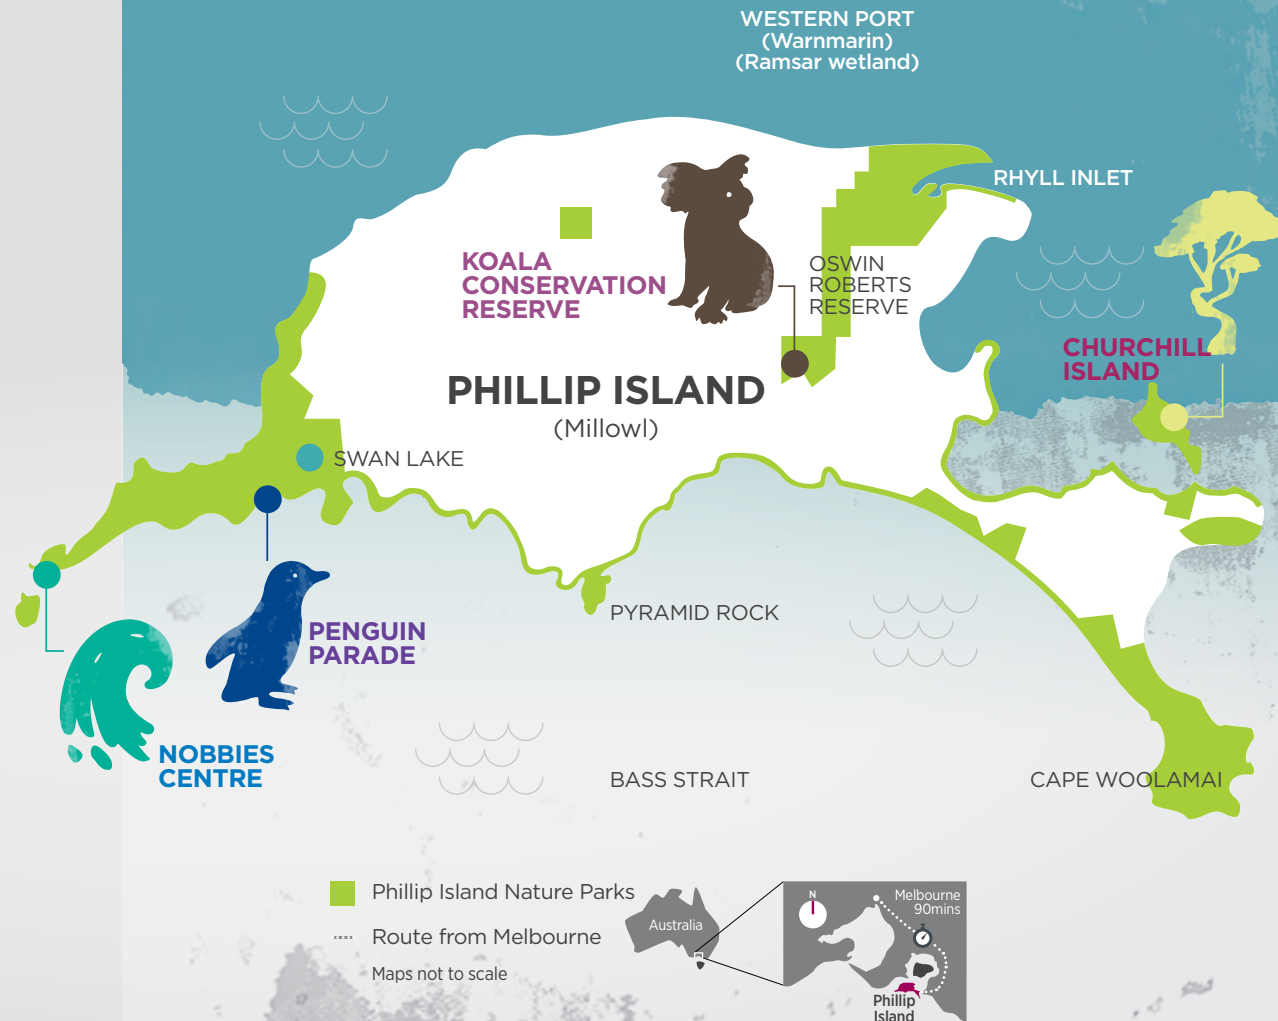 WESTERN PORT
(Warnmarin)
(Ramsar wetland)
RHYLL INLET
KOALA
CONSERVATION
RESERVE
OSWIN
ROBERTS
RESERVE
CHURCHILL
ISLAND
PHILLIP ISLAND
(Millowl)
SWAN LAKE
PYRAMID ROCK
PENGUIN
PARADE
NOBBIES
CENTRE
BASS STRAIT
CAPE WOOLAMAI
Phillip Island Nature Parks
Route from Melbourne
Maps not to scale
Australia
N
Melbourne
90mins
Phillip
Island